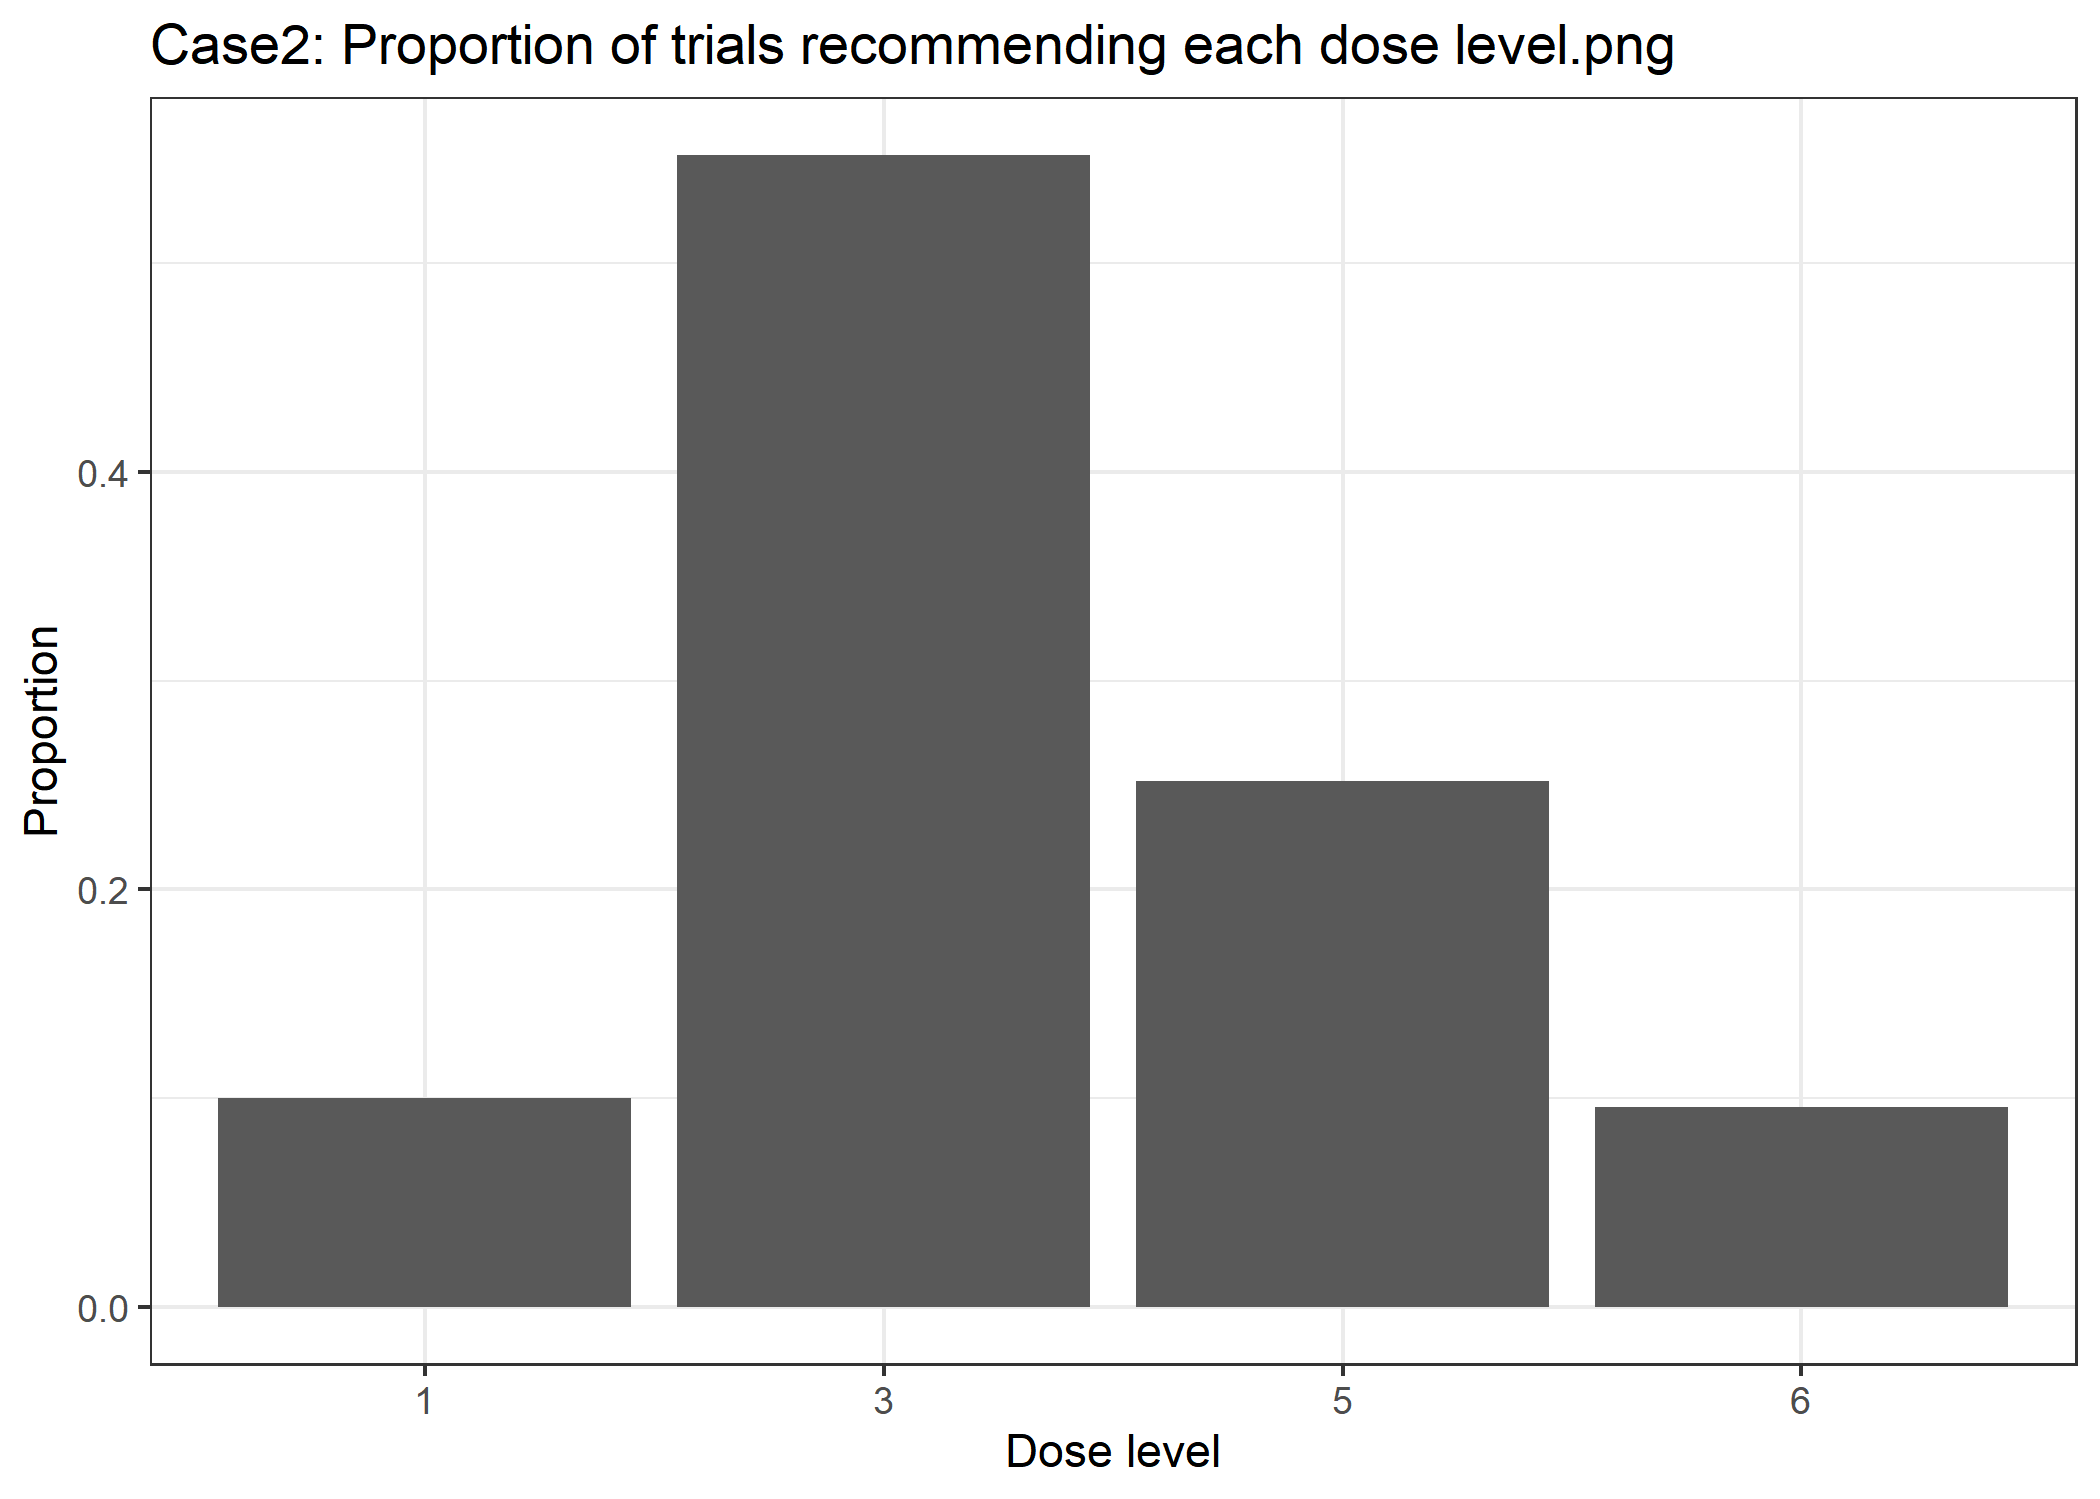 Case2: Proportion of trials recommending each dose level.png
Proportion
0.4
0.2
0.0
1 3 5 6
Dose level